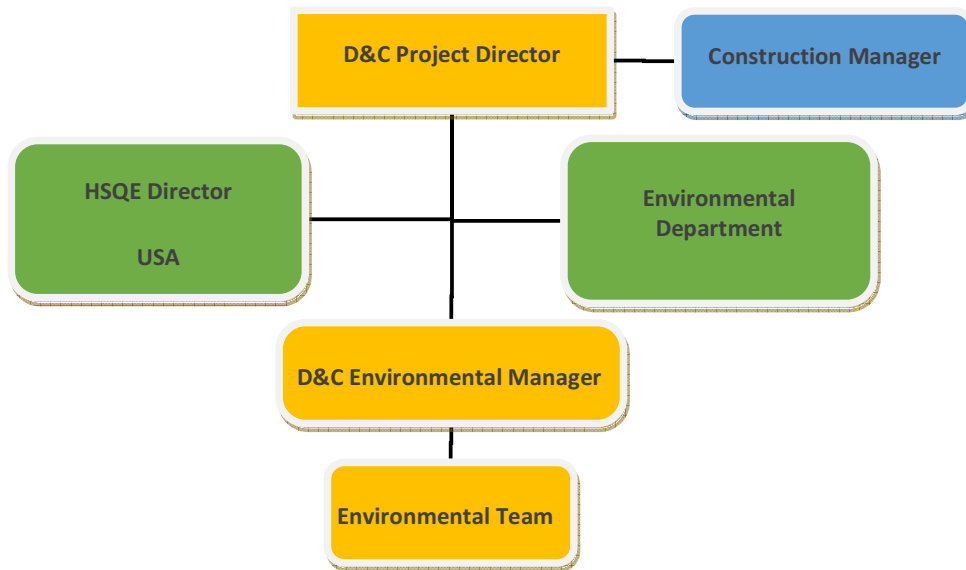 D&C Project Director
Construction Manager
HSQE Director
USA
Environmental
Department
D&C Environmental Manager
Environmental Team